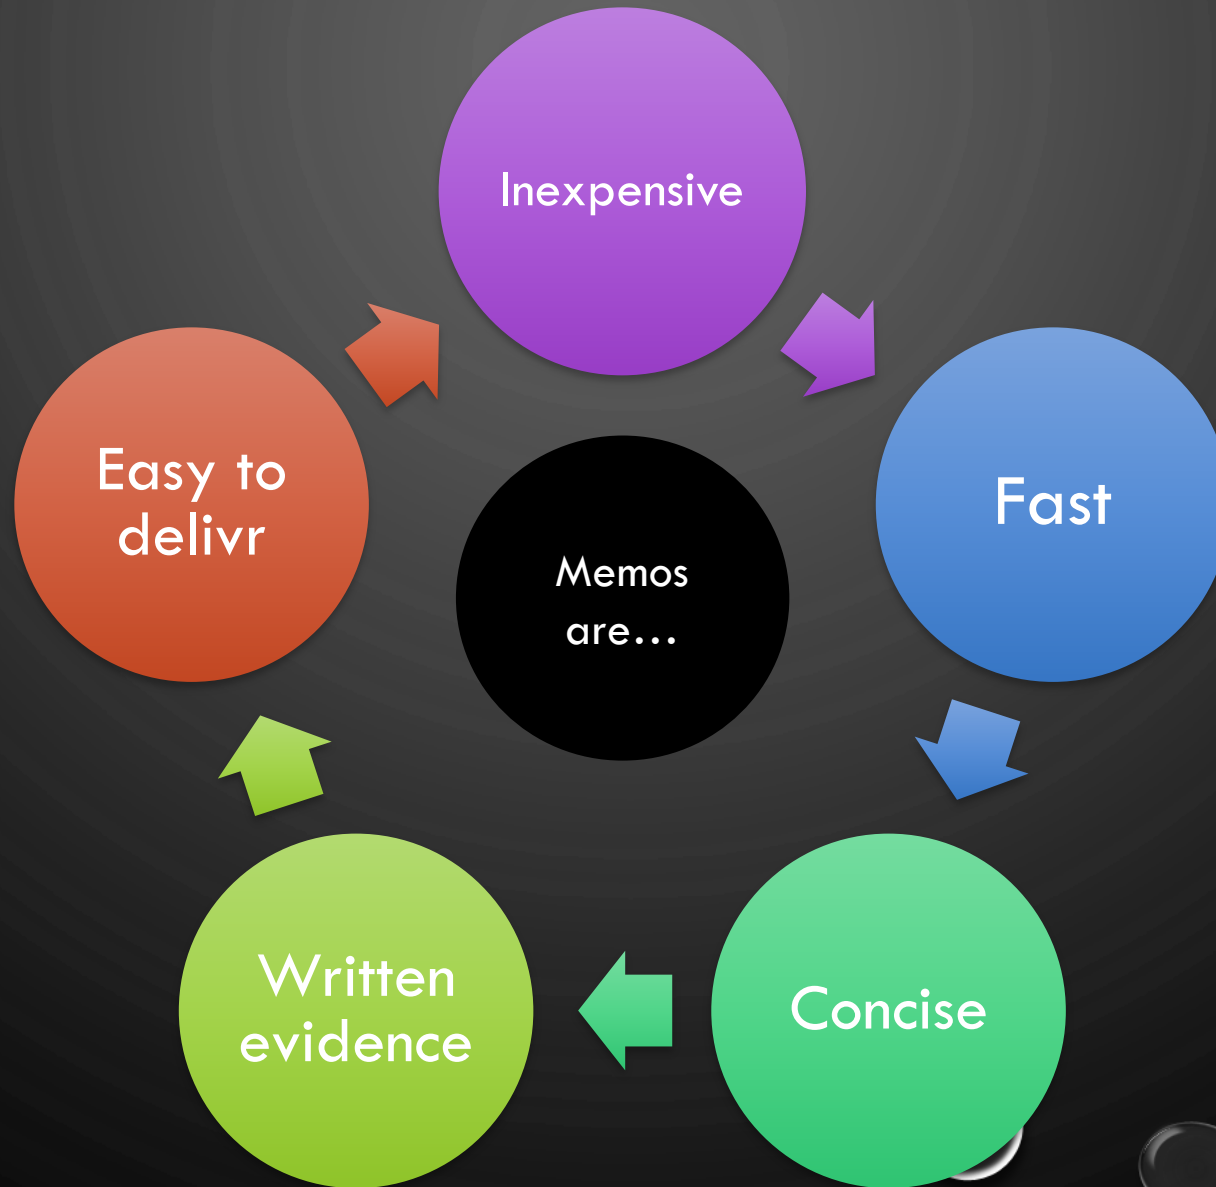 Inexpensive
Fast
Easy to
delivr
Memos
are...
Concise
Written
evidence